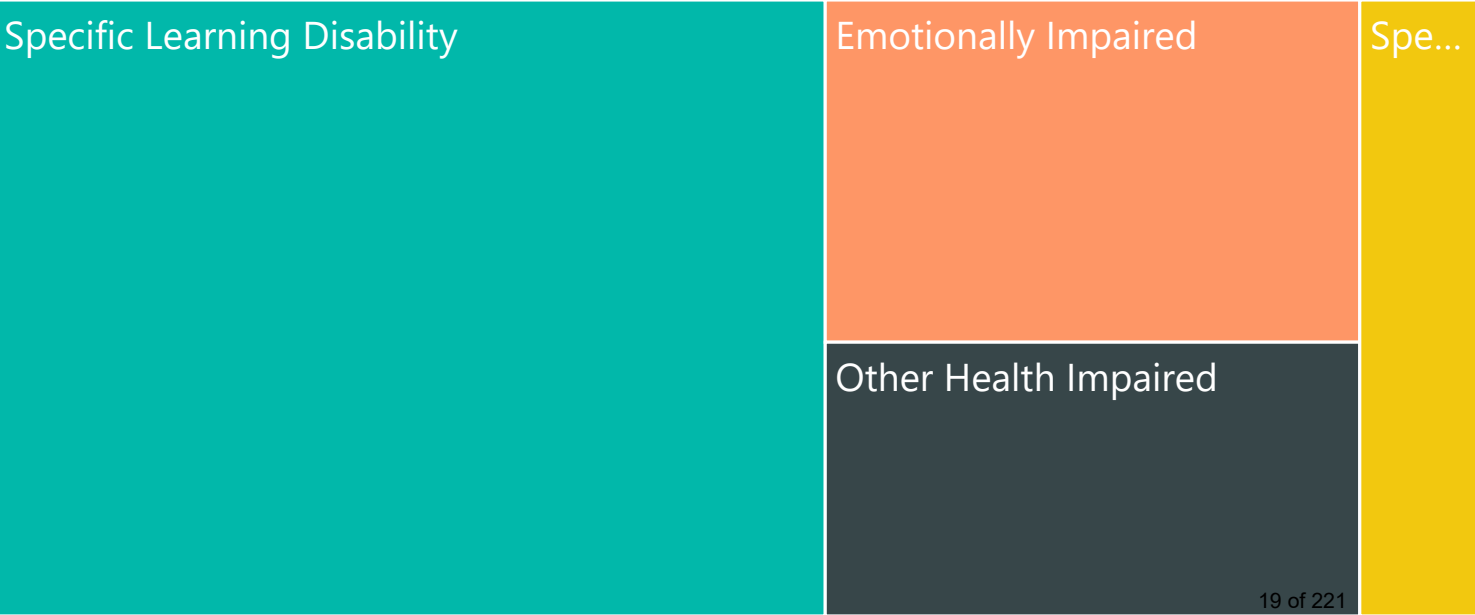 Specific Learning Disability
Emotionally Impaired
Spe...
Other Health Impaired
19 of 221